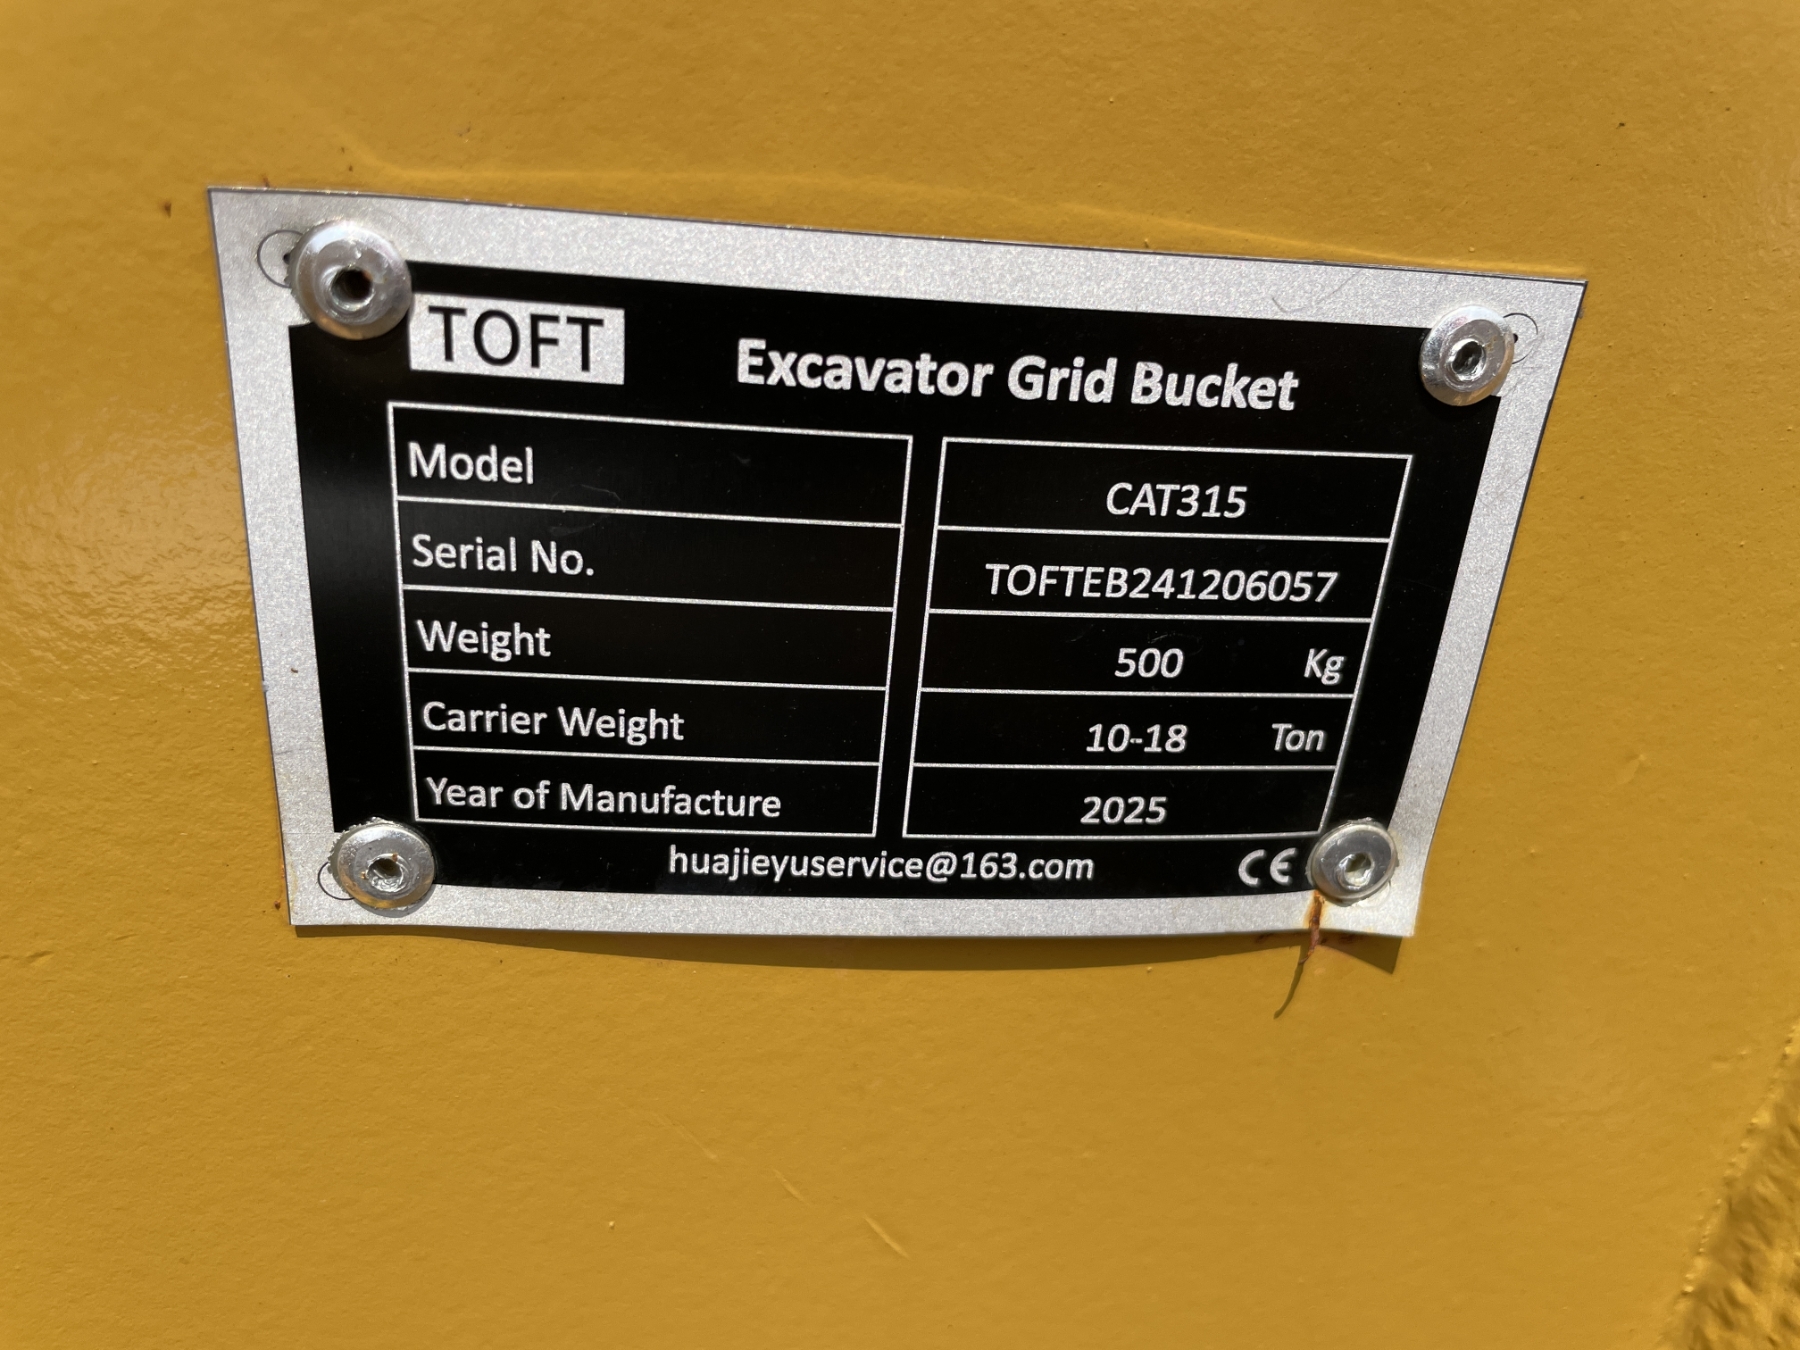 TOFT
Excavator Grid Bucket
Model CAT315
Serial No. TOFTEB241206057
Weight 500 Kg
Carrier Weight 10-18 Ton
Year of Manufacture 2025
huajieyuservice@163.com CE